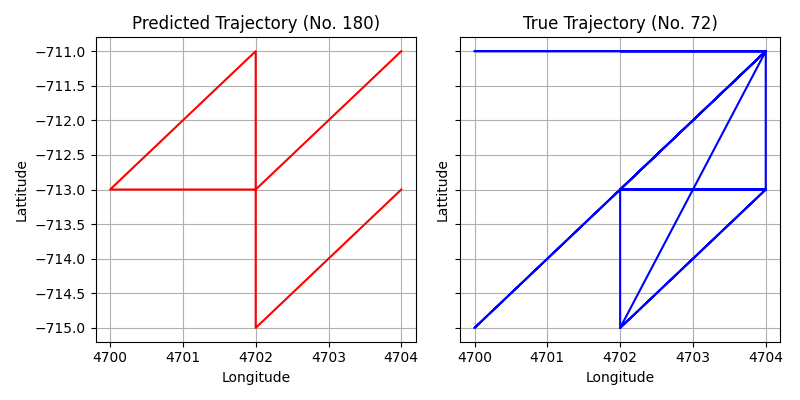 Predicted Trajectory (No. 180)
True Trajectory (No. 72)
−711.0
−711.5
−712.0
−712.5
−713.0
−713.5
−714.0
−714.5
−715.0
Lattitude
Lattitude
4700 4701 4702 4703 4704
4700 4701 4702 4703 4704
Longitude
Longitude